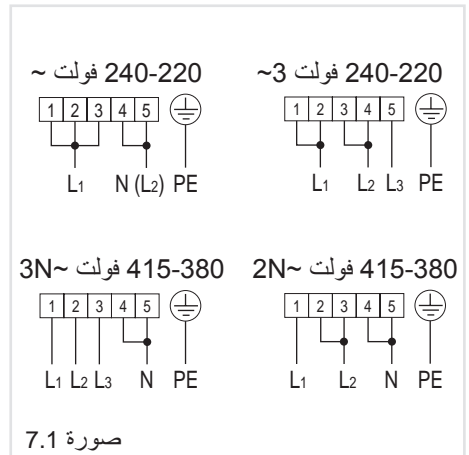 220-240 فولت ~
1 2 3 4 5
L1 N (L2) PE
220-240 فولت 3~
1 2 3 4 5
L1 L2 L3 PE
380-415 فولت 3N~
1 2 3 4 5
L1 L2 L3 N PE
380-415 فولت 2N~
1 2 3 4 5
L1 L2 N PE
صورة 7.1